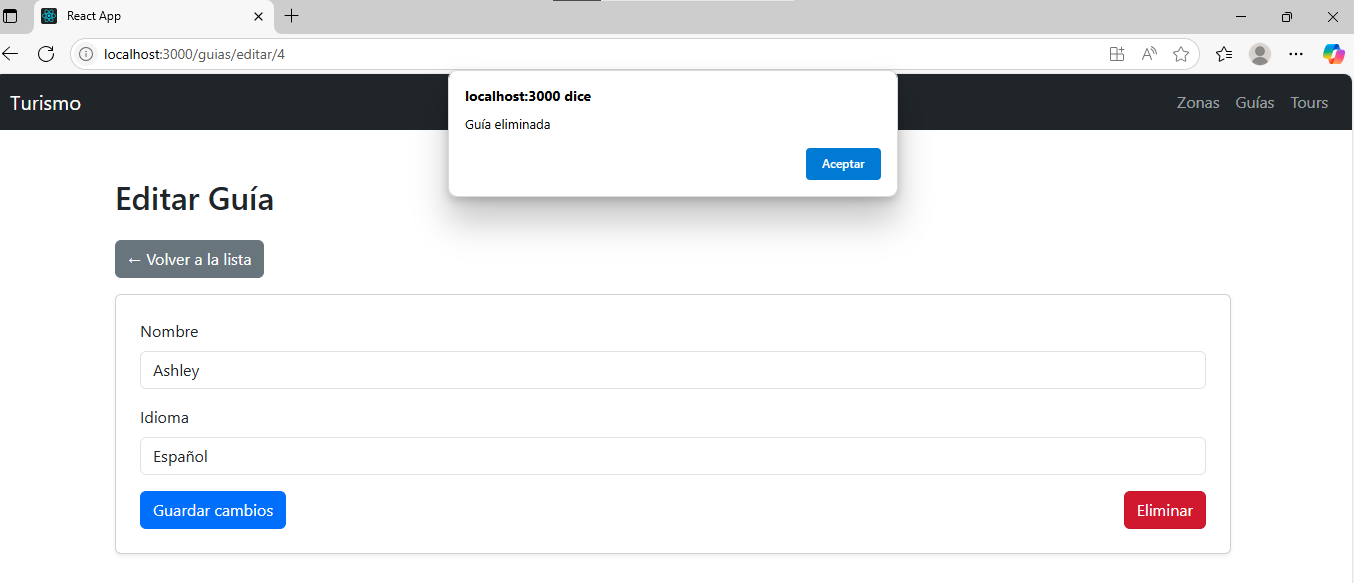 React App
localhost:3000/guias/editar/4
Turismo
Zonas Guías Tours
localhost:3000 dice
Guía eliminada
Aceptar
Editar Guía
← Volver a la lista
Nombre
Ashley
Idioma
Español
Guardar cambios
Eliminar